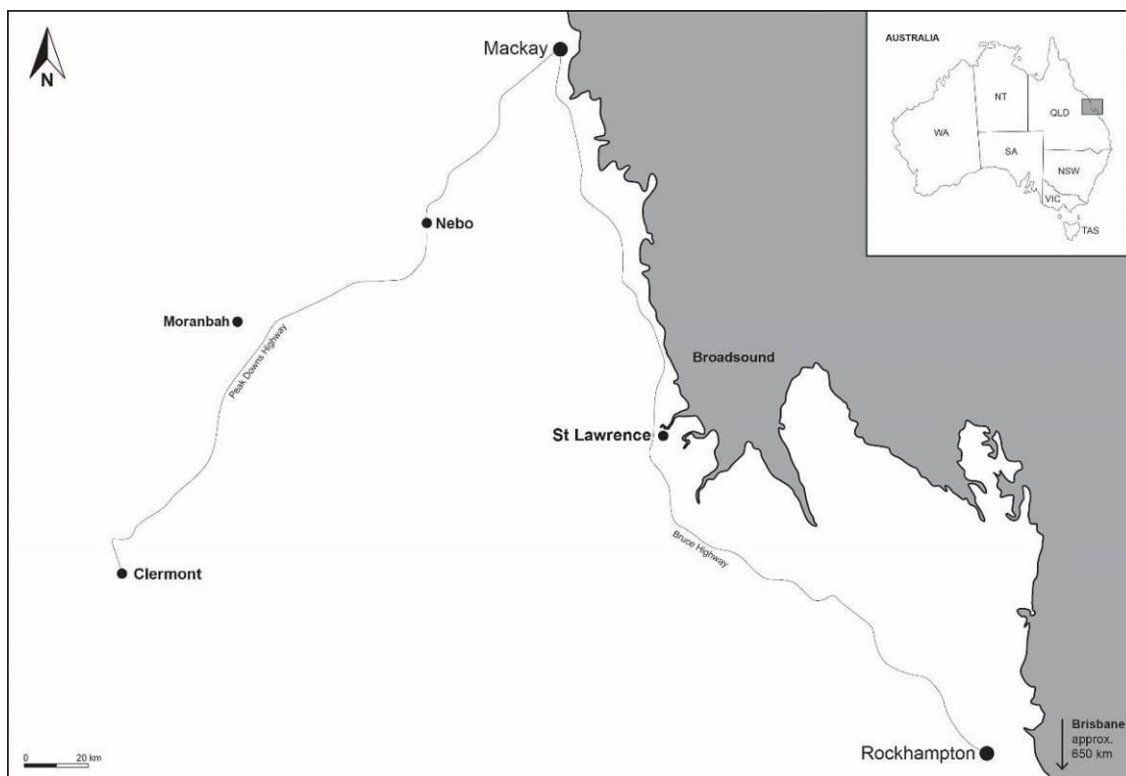 N
Mackay
Nebo
Moranbah
Peak Downs Highway
Clermont
Broadsound
St Lawrence
Bruce Highway
Rockhampton
0 20 km
Brisbane
approx.
650 km
AUSTRALIA
NT
QLD
WA
SA
NSW
VIC
TAS